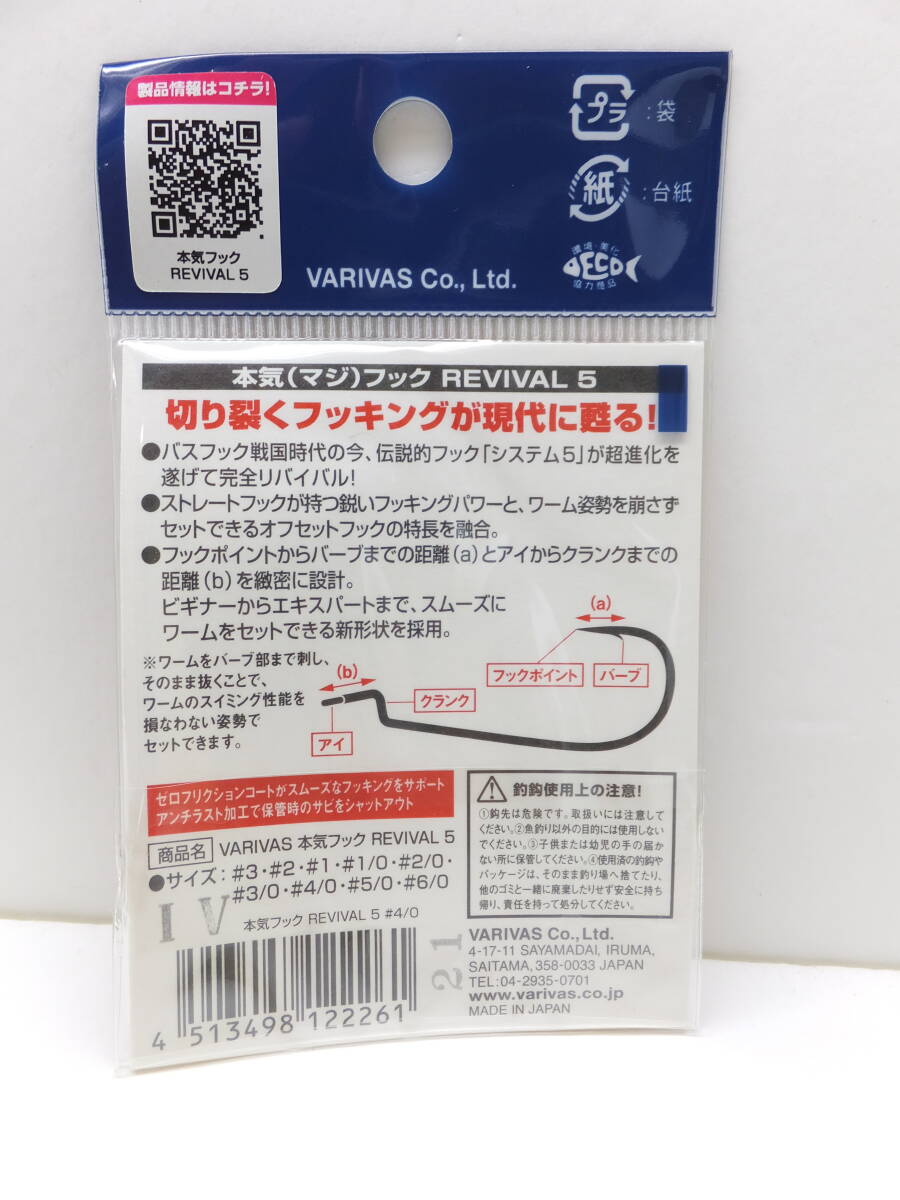 製品情報はコチラ!
本気フック
REVIVAL 5
プラ :袋
紙 :台紙
環境・美化
ECO
協力商品
VARIVAS Co., Ltd.
本気(マジ)フック REVIVAL 5
切り裂くフッキングが現代に甦る!
●バスフック戦国時代の今、伝説的フック「システム5」が超進化を
遂げて完全リバイバル!
●ストレートフックが持つ鋭いフッキングパワーと、ワーム姿勢を崩さず
セットできるオフセットフックの特長を融合。
●フックポイントからバーブまでの距離(a)とアイからクランクまでの
距離(b)を緻密に設計。
ビギナーからエキスパートまで、スムーズに
ワームをセットできる新形状を採用。
※ワームをバーブ部まで刺し、
そのまま抜くことで、
ワームのスイミング性能を
損なわない姿勢で
セットできます。
(a)
フックポイント
バーブ
(b)
クランク
アイ
ゼロフリクションコートがスムーズなフッキングをサポート
アンチラスト加工で保管時のサビをシャットアウト
商品名 VARIVAS 本気フック REVIVAL 5
●サイズ:#3・#2・#1・#1/0・#2/0・
#3/0・#4/0・#5/0・#6/0
IV
本気フック REVIVAL 5 #4/0
4 513498 122261
21
釣鈎使用上の注意!
①鈎先は危険です。取扱いには注意して
ください。②魚釣り以外の目的には使用しない
でください。③子供または幼児の手の届か
ない所に保管してください。④使用済の釣鈎や
パッケージは、そのまま釣り場へ捨てたり、
他のゴミと一緒に廃棄したりせず安全に持ち
帰り、責任を持って処分してください。
VARIVAS Co., Ltd.
4-17-11 SAYAMADAI, IRUMA,
SAITAMA, 358-0033 JAPAN
TEL:04-2935-0701
www.varivas.co.jp
MADE IN JAPAN